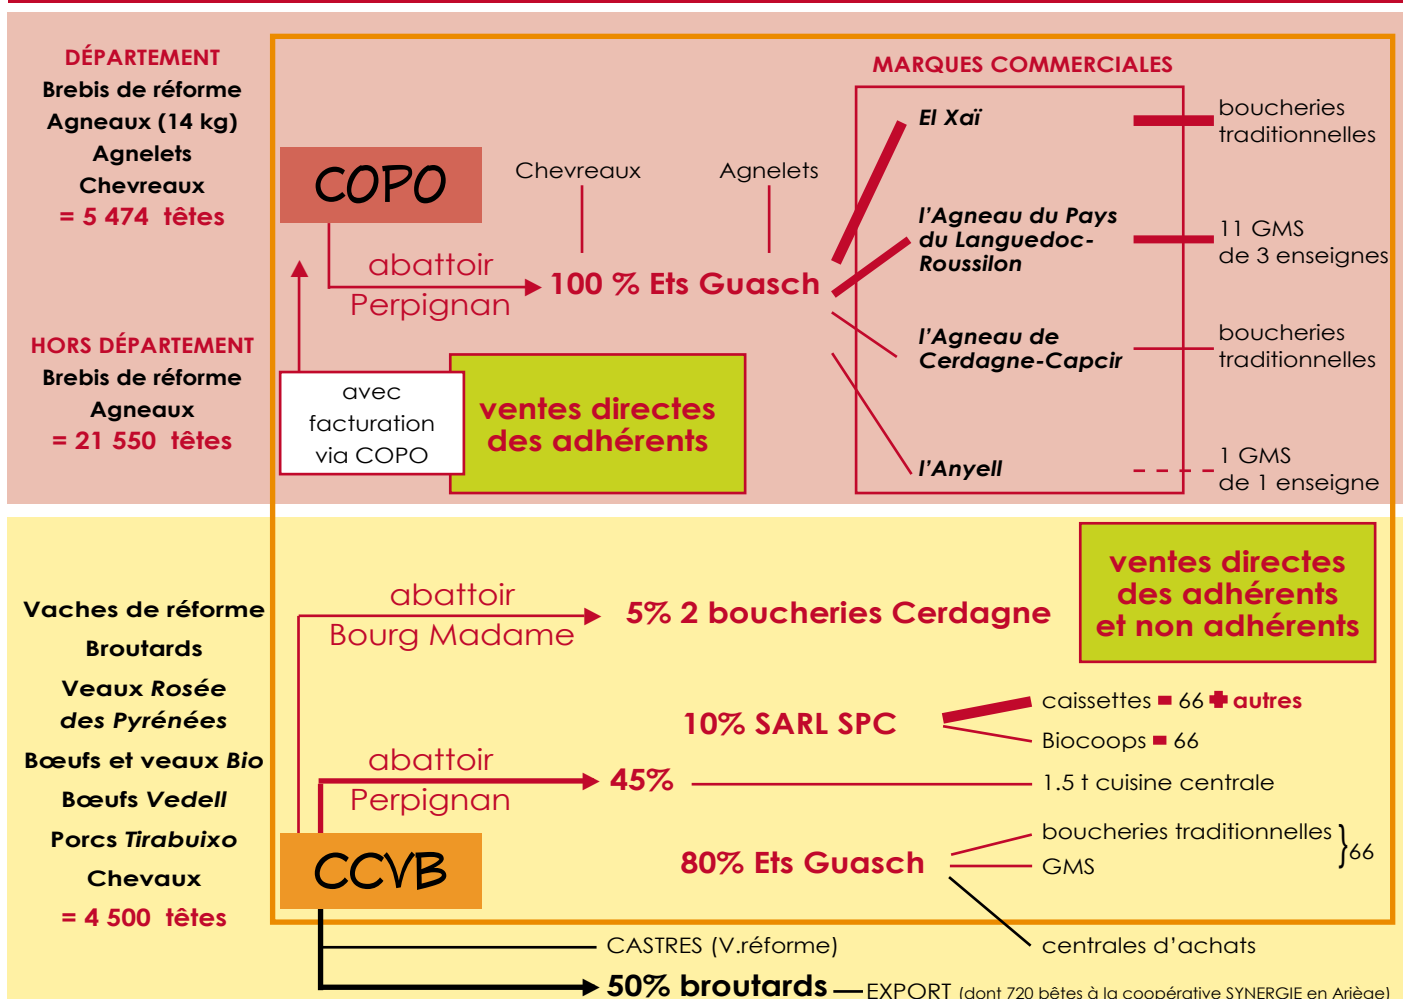 DÉPARTEMENT
Brebis de réforme
Agneaux (14 kg)
Agnelets
Chevreaux
= 5 474 têtes
HORS DÉPARTEMENT
Brebis de réforme
Agneaux
= 21 550 têtes
COPO
abattoir
Perpignan
Chevreaux
Agnelets
100 % Ets Guasch
avec
facturation
via COPO
ventes directes
des adhérents
MARQUES COMMERCIALES
El Xaï
boucheries
traditionnelles
l’Agneau du Pays
du Languedoc-
Roussilon
11 GMS
de 3 enseignes
l’Agneau de
Cerdagne-Capcir
boucheries
traditionnelles
l’Anyell
1 GMS
de 1 enseigne
Vaches de réforme
Broutards
Veaux Rosée
des Pyrénées
Bœufs et veaux Bio
Bœufs Vedell
Porcs Tirabuixo
Chevaux
= 4 500 têtes
CCVB
abattoir
Bourg Madame
5% 2 boucheries Cerdagne
ventes directes
des adhérents
et non adhérents
abattoir
Perpignan
45%
10% SARL SPC
caissettes = 66 + autres
Biocoops = 66
1.5 t cuisine centrale
80% Ets Guasch
boucheries traditionnelles
GMS
}66
centrales d’achats
CASTRES (V.réforme)
50% broutards — EXPORT (dont 720 bêtes à la coopérative SYNERGIE en Ariège)